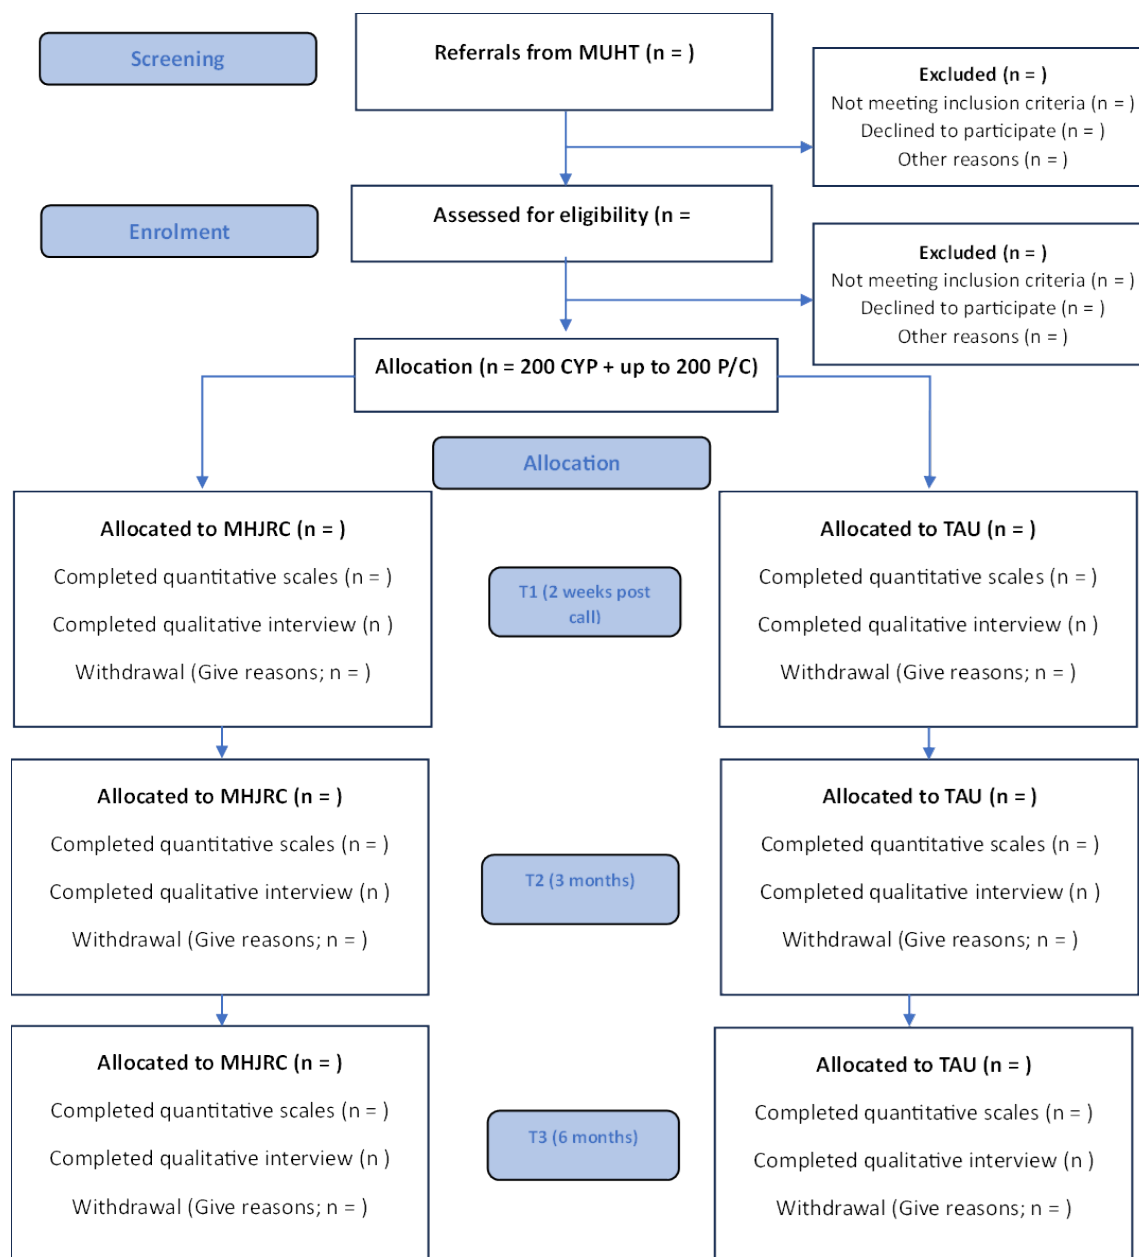 Screening
Referrals from MUHT (n = )
Excluded (n = )
Not meeting inclusion criteria (n = )
Declined to participate (n = )
Other reasons (n = )
Enrolment
Assessed for eligibility (n =
Excluded (n = )
Not meeting inclusion criteria (n = )
Declined to participate (n = )
Other reasons (n = )
Allocation (n = 200 CYP + up to 200 P/C)
Allocation
Allocated to MHJRC (n = )
Completed quantitative scales (n = )
Completed qualitative interview (n )
Withdrawal (Give reasons; n = )
T1 (2 weeks post
call)
Allocated to TAU (n = )
Completed quantitative scales (n = )
Completed qualitative interview (n )
Withdrawal (Give reasons; n = )
Allocated to MHJRC (n = )
Completed quantitative scales (n = )
Completed qualitative interview (n )
Withdrawal (Give reasons; n = )
T2 (3 months)
Allocated to TAU (n = )
Completed quantitative scales (n = )
Completed qualitative interview (n )
Withdrawal (Give reasons; n = )
Allocated to MHJRC (n = )
Completed quantitative scales (n = )
Completed qualitative interview (n )
Withdrawal (Give reasons; n = )
T3 (6 months)
Allocated to TAU (n = )
Completed quantitative scales (n = )
Completed qualitative interview (n )
Withdrawal (Give reasons; n = )